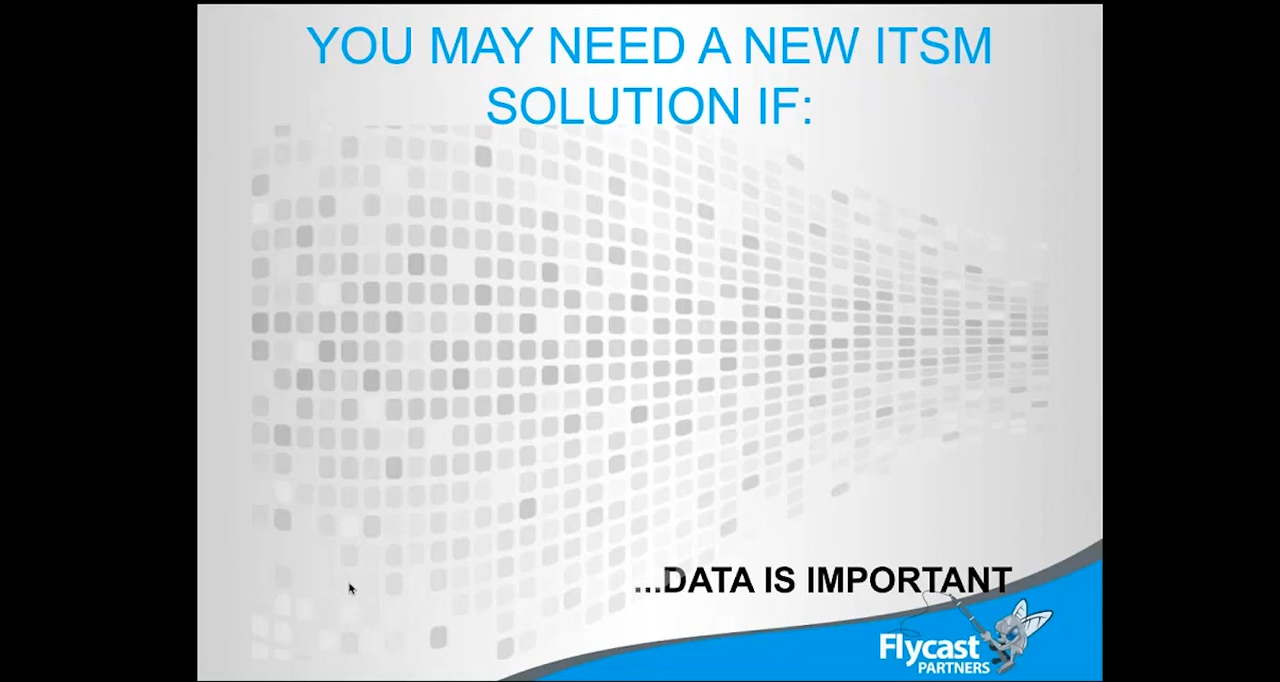 YOU MAY NEED A NEW ITSM
SOLUTION IF:
...DATA IS IMPORTANT
Flycast
PARTNERS